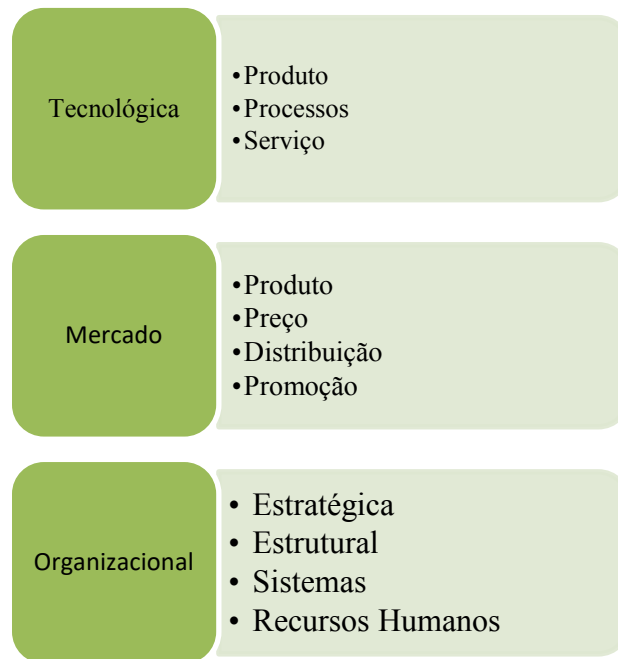 Tecnológica
•Produto
•Processos
•Serviço
Mercado
•Produto
•Preço
•Distribuição
•Promoção
Organizacional
• Estratégica
• Estrutural
• Sistemas
• Recursos Humanos